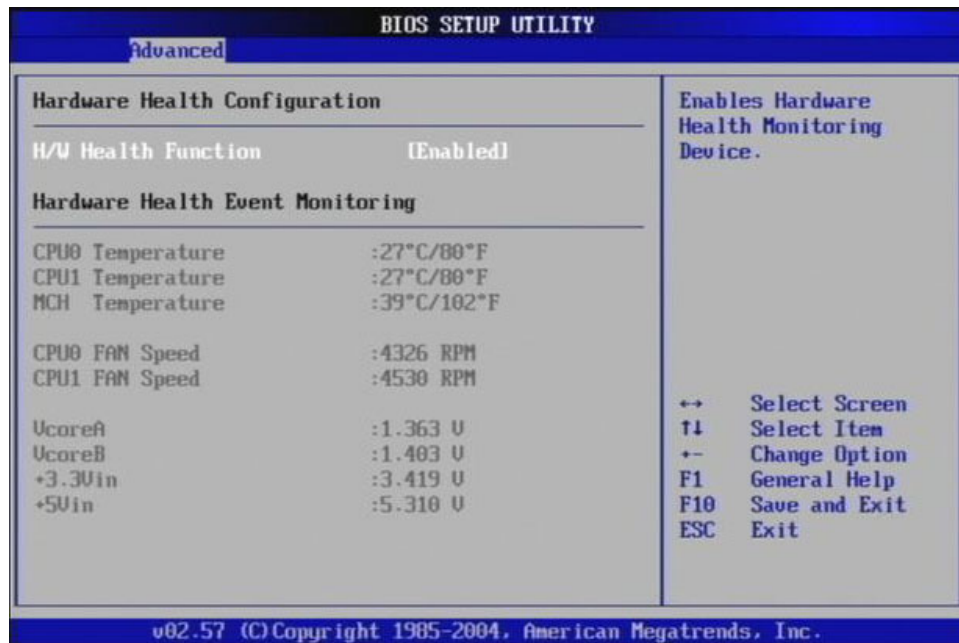 BIOS SETUP UTILITY
Advanced
Hardware Health Configuration
H/W Health Function [Enabled]
Hardware Health Event Monitoring
CPU0 Temperature :27°C/80°F
CPU1 Temperature :27°C/80°F
MCH Temperature :39°C/102°F
CPU0 FAN Speed :4326 RPM
CPU1 FAN Speed :4530 RPM
VcoreA :1.363 V
VcoreB :1.403 V
+3.3Vin :3.419 V
+5Vin :5.310 V
Enables Hardware
Health Monitoring
Device.
↔ Select Screen
↑↓ Select Item
+- Change Option
F1 General Help
F10 Save and Exit
ESC Exit
v02.57 (C)Copyright 1985-2004, American Megatrends, Inc.